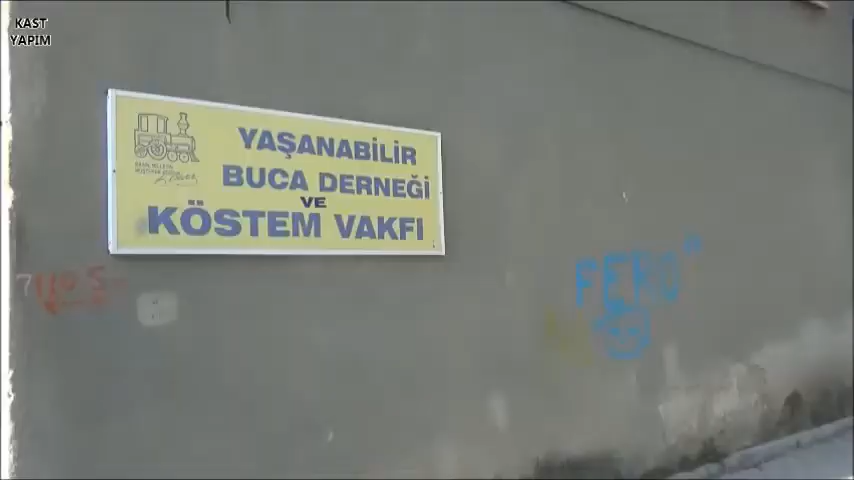 KAST
YAPIM
YAŞANABİLİR
BUCA DERNEĞİ
VE
KÖSTEM VAKFI
FERO